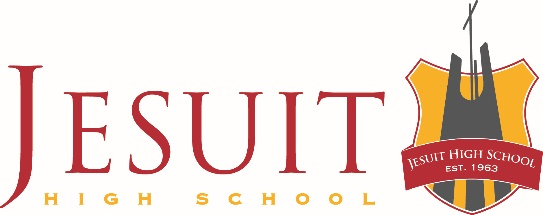 JESUIT
HIGH SCHOOL
JESUIT HIGH SCHOOL
EST. 1963